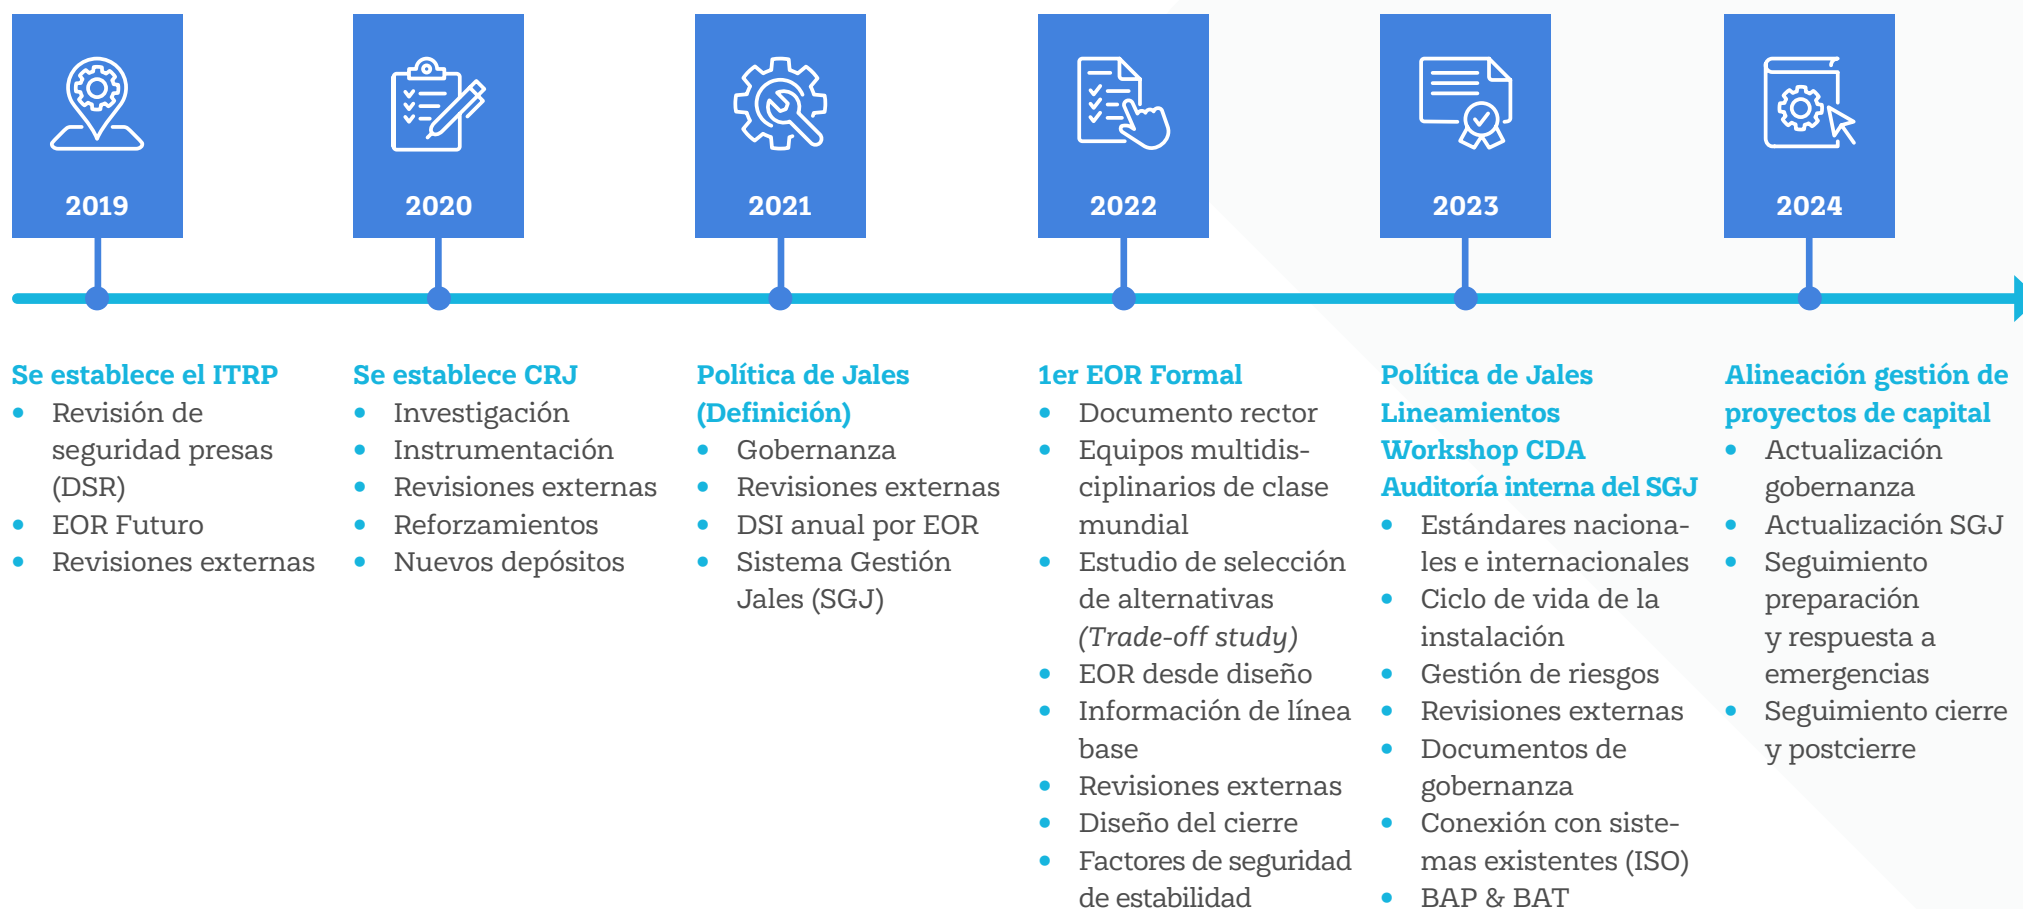 2019
2020
2021
2022
2023
2024
Se establece el ITRP
• Revisión de
seguridad presas
(DSR)
• EOR Futuro
• Revisiones externas
Se establece CRJ
• Investigación
• Instrumentación
• Revisiones externas
• Reforzamientos
• Nuevos depósitos
Política de Jales
(Definición)
• Gobernanza
• Revisiones externas
• DSI anual por EOR
• Sistema Gestión
Jales (SGJ)
1er EOR Formal
• Documento rector
• Equipos multidis-
ciplinarios de clase
mundial
• Estudio de selección
de alternativas
(Trade-off study)
• EOR desde diseño
• Información de línea
base
• Revisiones externas
• Diseño del cierre
• Factores de seguridad
de estabilidad
Política de Jales
Lineamientos
Workshop CDA
Auditoría interna del SGJ
• Estándares naciona-
les e internacionales
• Ciclo de vida de la
instalación
• Gestión de riesgos
• Revisiones externas
• Documentos de
gobernanza
• Conexión con siste-
mas existentes (ISO)
• BAP & BAT
Alineación gestión de
proyectos de capital
• Actualización
gobernanza
• Actualización SGJ
• Seguimiento
preparación
y respuesta a
emergencias
• Seguimiento cierre
y postcierre